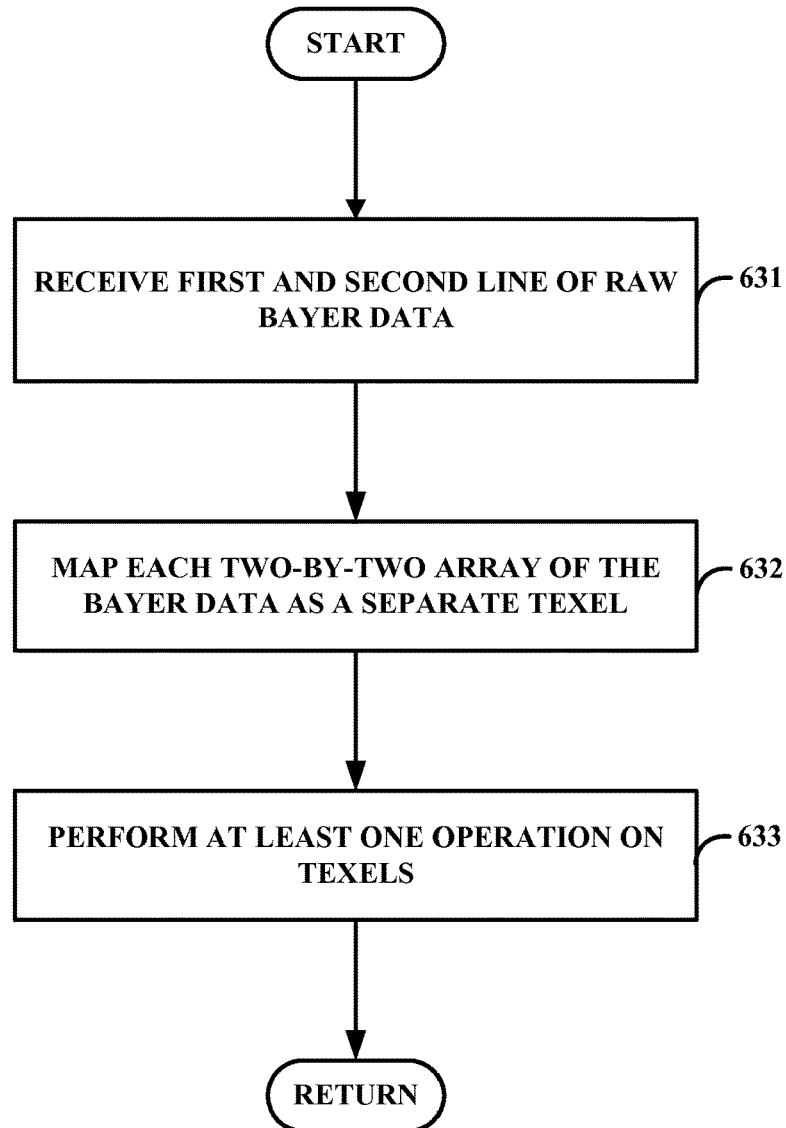 START
RECEIVE FIRST AND SECOND LINE OF RAW
BAYER DATA
631
MAP EACH TWO-BY-TWO ARRAY OF THE
BAYER DATA AS A SEPARATE TEXEL
632
PERFORM AT LEAST ONE OPERATION ON
TEXELS
633
RETURN